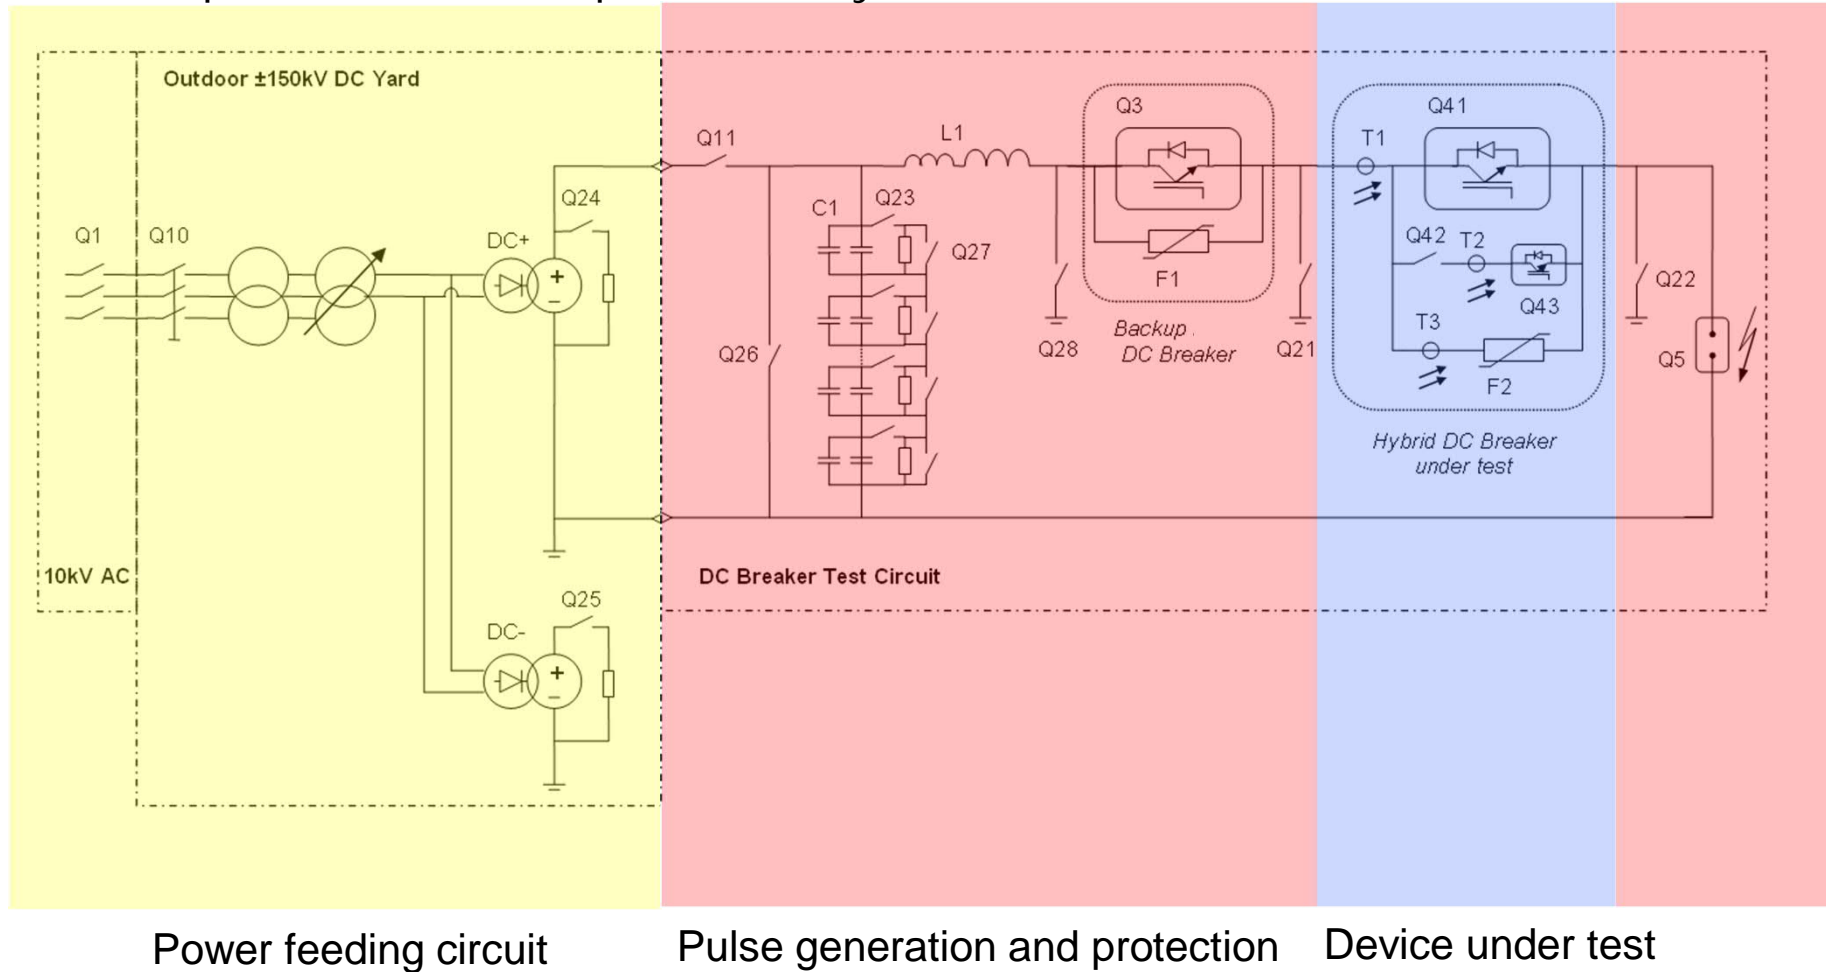 Outdoor ±150kV DC Yard
Q1
Q10
DC+
Q24
+
−
10kV AC
DC-
Q25
+
−
Q11
L1
Q3
C1
Q23
Q27
Q26
F1
Q28
Backup
DC Breaker
Q21
DC Breaker Test Circuit
T1
Q41
Q42
T2
Q43
T3
F2
Hybrid DC Breaker
under test
Q22
Q5
Power feeding circuit
Pulse generation and protection
Device under test